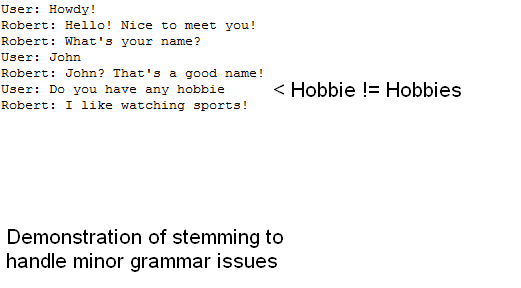 User: Howdy!
Robert: Hello! Nice to meet you!
Robert: What's your name?
User: John
Robert: John? That's a good name!
User: Do you have any hobbie < Hobbie != Hobbies
Robert: I like watching sports!
Demonstration of stemming to
handle minor grammar issues